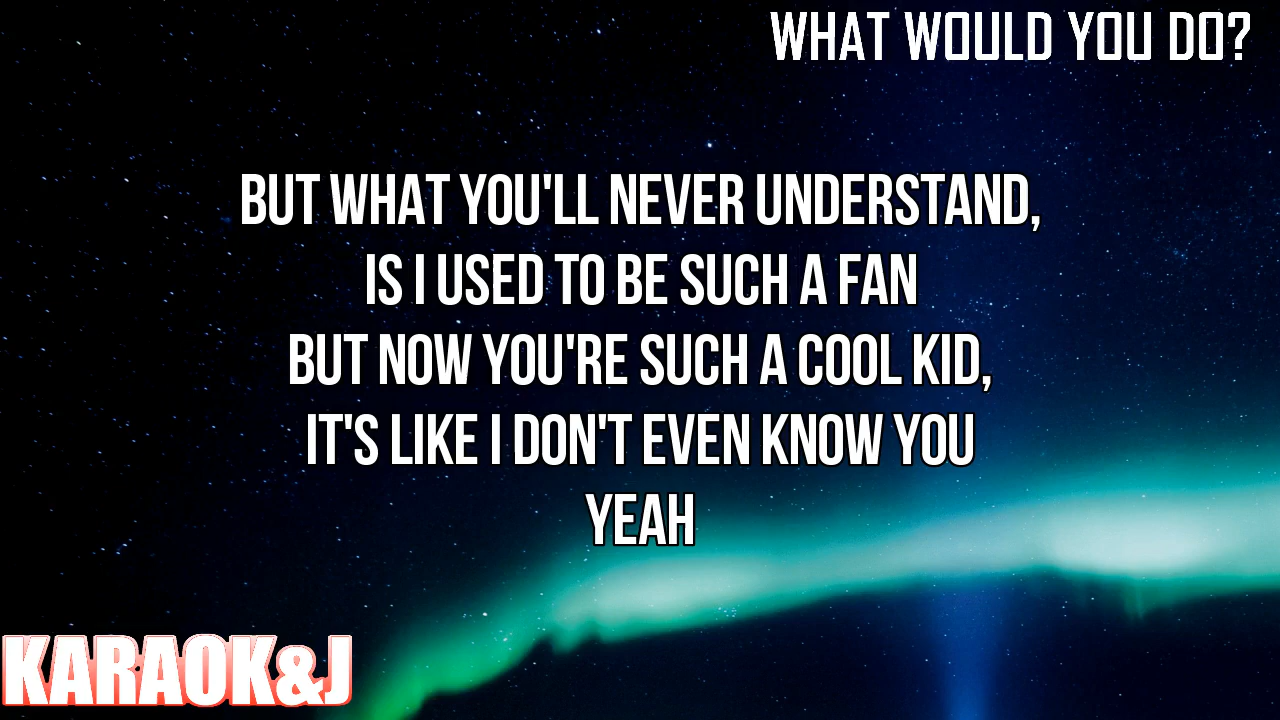 WHAT WOULD YOU DO?
BUT WHAT YOU'LL NEVER UNDERSTAND,
IS I USED TO BE SUCH A FAN
BUT NOW YOU'RE SUCH A COOL KID,
IT'S LIKE I DON'T EVEN KNOW YOU
YEAH
KARAOK&J